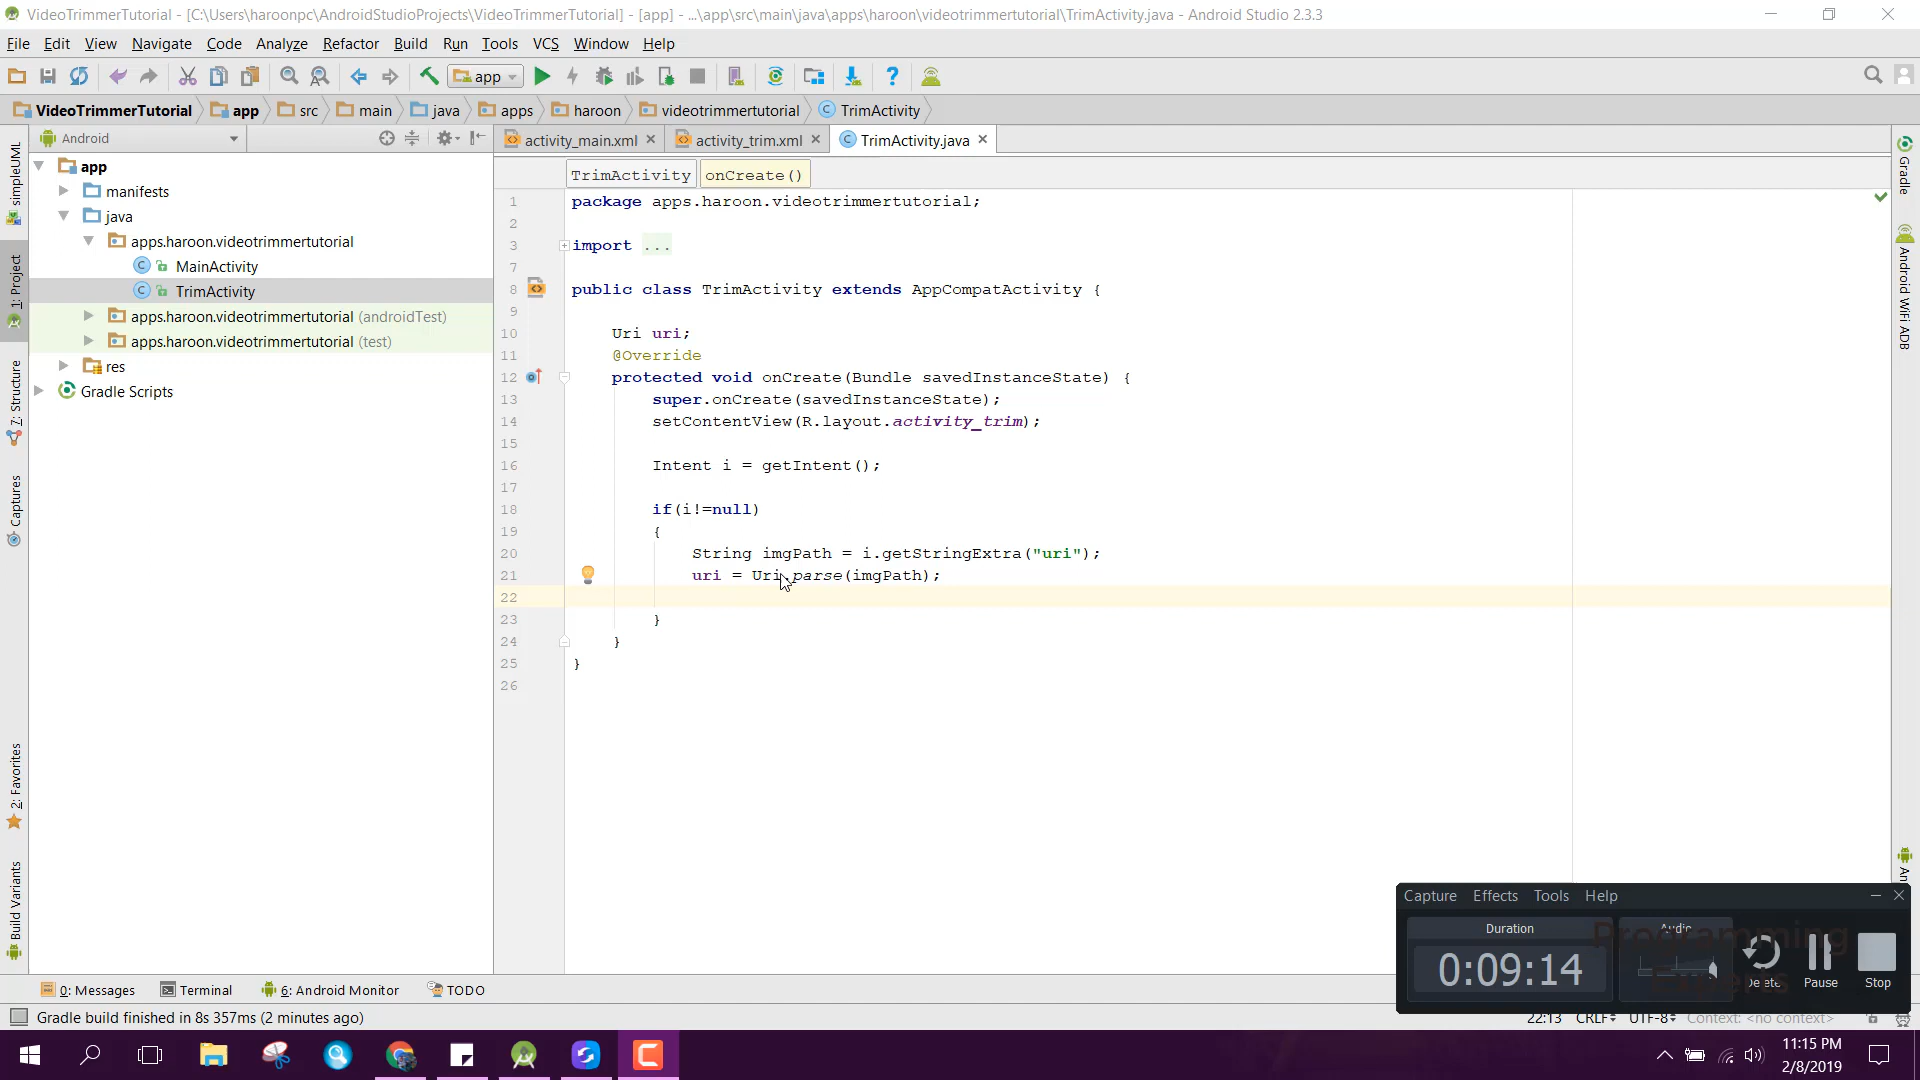 VideoTrimmerTutorial - [C:\Users\haroonpc\AndroidStudioProjects\VideoTrimmerTutorial] - [app] - ...\app\src\main\java\apps\haroon\videotrimmertutorial\TrimActivity.java - Android Studio 2.3.3
File Edit View Navigate Code Analyze Refactor Build Run Tools VCS Window Help
app
VideoTrimmerTutorial app src main java apps haroon videotrimmertutorial TrimActivity
Android
activity_main.xml activity_trim.xml TrimActivity.java
TrimActivity onCreate()
app
manifests
java
apps.haroon.videotrimmertutorial
MainActivity
TrimActivity
apps.haroon.videotrimmertutorial (androidTest)
apps.haroon.videotrimmertutorial (test)
res
Gradle Scripts
simpleUML
1: Project
7: Structure
Captures
2: Favorites
Build Variants
1 package apps.haroon.videotrimmertutorial;
2
3 import ...
7
8 public class TrimActivity extends AppCompatActivity {
9
10 Uri uri;
11 @Override
12 protected void onCreate(Bundle savedInstanceState) {
13 super.onCreate(savedInstanceState);
14 setContentView(R.layout.activity_trim);
15
16 Intent i = getIntent();
17
18 if(i!=null)
19 {
20 String imgPath = i.getStringExtra("uri");
21 uri = Uri.parse(imgPath);
22
23 }
24 }
25 }
26
Gradle
Android WiFi ADB
An
Capture Effects Tools Help
Duration
Audio
0:09:14
Delete Pause Stop
Programming
Experts
0: Messages Terminal 6: Android Monitor TODO
Gradle build finished in 8s 357ms (2 minutes ago)
22:13 CRLF UTF-8 Context: <no context>
11:15 PM
2/8/2019